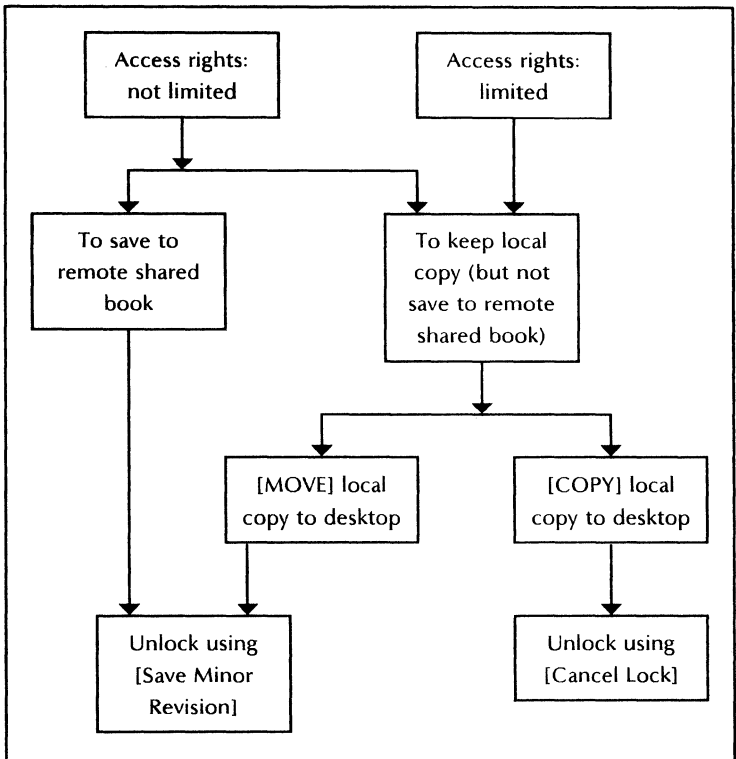 Access rights:
not limited
Access rights:
limited
To save to
remote shared
book
To keep local
copy (but not
save to remote
shared book)
[MOVE] local
copy to desktop
[COPY] local
copy to desktop
Unlock using
[Save Minor
Revision]
Unlock using
[Cancel Lock]